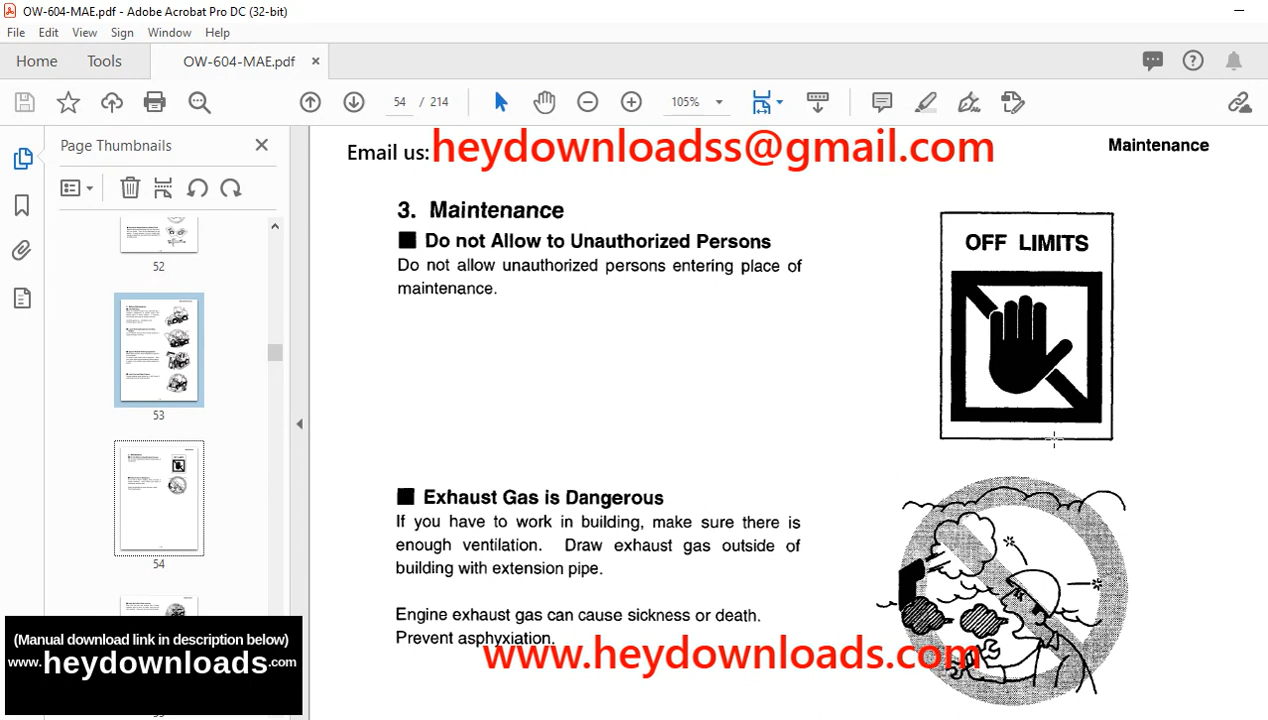 OW-604-MAE.pdf - Adobe Acrobat Pro DC (32-bit)
File Edit View Sign Window Help
Home Tools OW-604-MAE.pdf ×
54 / 214 105%
Page Thumbnails
52
53
54
Email us: heydownloadss@gmail.com
Maintenance
3. Maintenance
■ Do not Allow to Unauthorized Persons
Do not allow unauthorized persons entering place of
maintenance.
OFF LIMITS
■ Exhaust Gas is Dangerous
If you have to work in building, make sure there is
enough ventilation. Draw exhaust gas outside of
building with extension pipe.
Engine exhaust gas can cause sickness or death.
Prevent asphyxiation.
www.heydownloads.com
(Manual download link in description below)
www.heydownloads.com